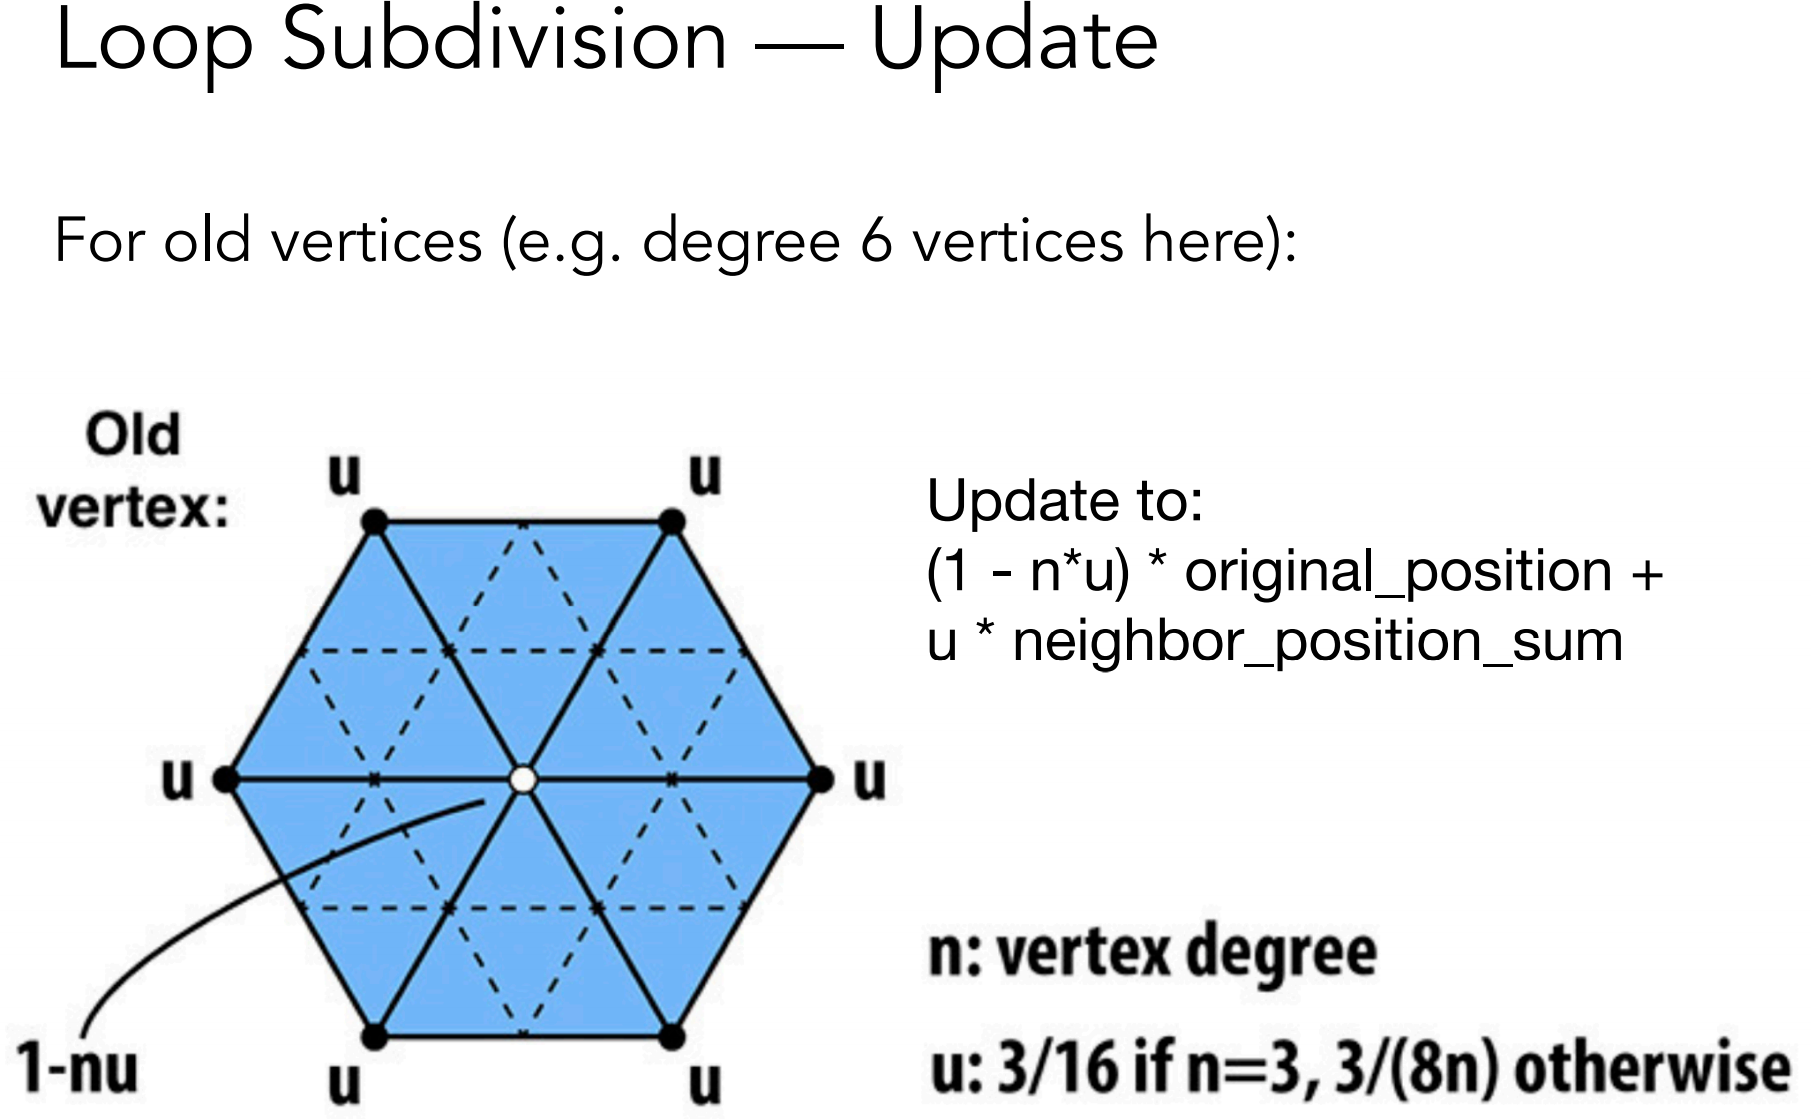 Loop Subdivision — Update
For old vertices (e.g. degree 6 vertices here):
Old
vertex:
u
u
u
u
1-nu
u
u
Update to:
(1 - n*u) * original_position +
u * neighbor_position_sum
n: vertex degree
u: 3/16 if n=3, 3/(8n) otherwise